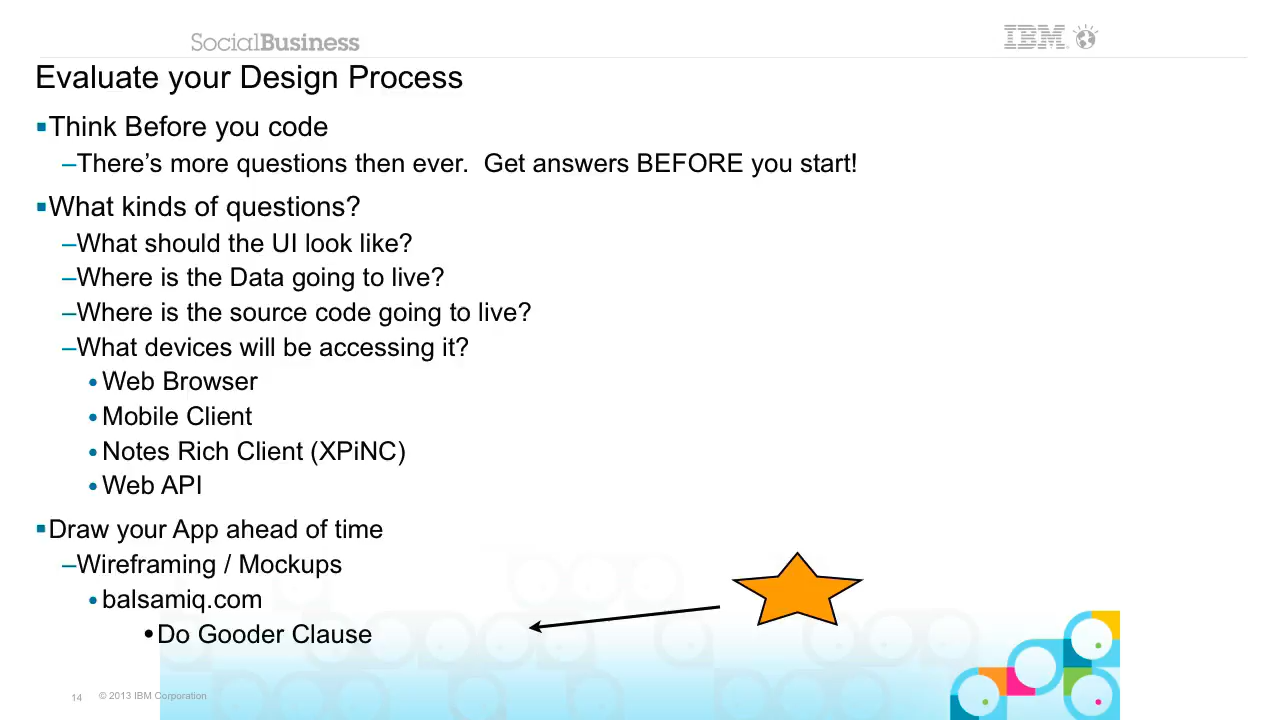 SocialBusiness
IBM
Evaluate your Design Process
▪Think Before you code
–There’s more questions then ever.  Get answers BEFORE you start!
▪What kinds of questions?
–What should the UI look like?
–Where is the Data going to live?
–Where is the source code going to live?
–What devices will be accessing it?
•Web Browser
•Mobile Client
•Notes Rich Client (XPiNC)
•Web API
▪Draw your App ahead of time
–Wireframing / Mockups
•balsamiq.com
•Do Gooder Clause
14 © 2013 IBM Corporation